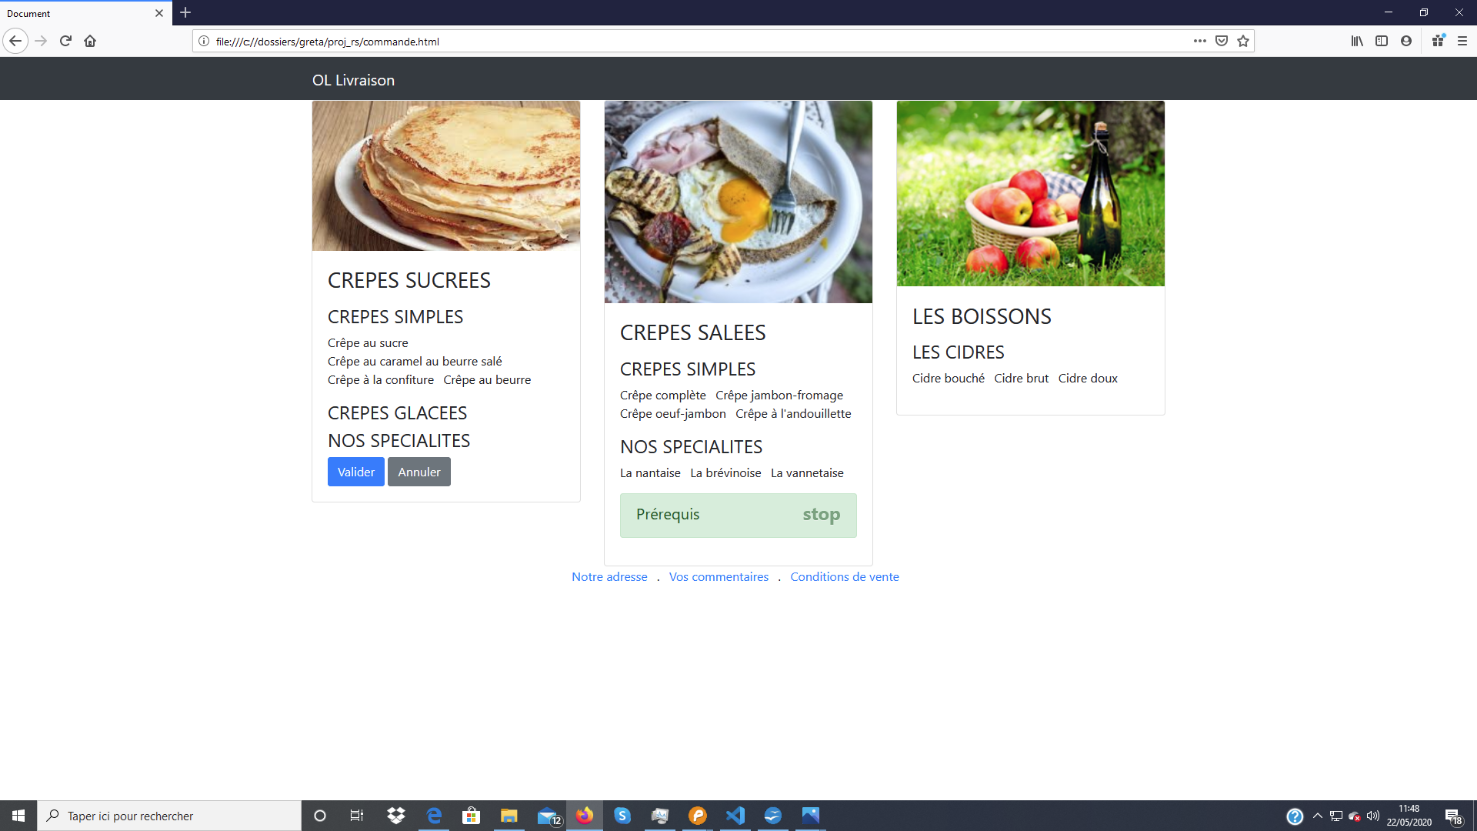 Document
file:///c://dossiers/greta/proj_rs/commande.html
OL Livraison
CREPES SUCREES
CREPES SIMPLES
Crêpe au sucre
Crêpe au caramel au beurre salé
Crêpe à la confiture Crêpe au beurre
CREPES GLACEES
NOS SPECIALITES
Valider Annuler
CREPES SALEES
CREPES SIMPLES
Crêpe complète Crêpe jambon-fromage
Crêpe oeuf-jambon Crêpe à l'andouillette
NOS SPECIALITES
La nantaise La brévinoise La vannetaise
Prérequis stop
LES BOISSONS
LES CIDRES
Cidre bouché Cidre brut Cidre doux
Notre adresse . Vos commentaires . Conditions de vente
Taper ici pour rechercher
12
11:48
22/05/2020
18